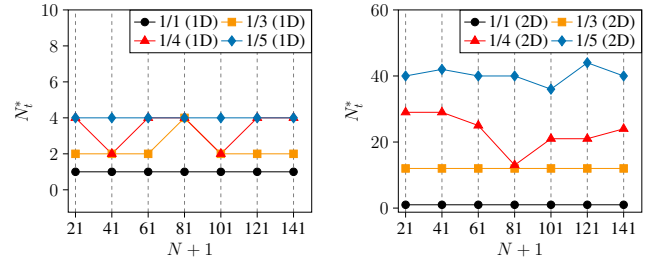 1/1 (1D) 1/3 (1D)
1/4 (1D) 1/5 (1D)
10
8
6
4
2
0
N_t^*
21 41 61 81 101 121 141
N + 1
1/1 (2D) 1/3 (2D)
1/4 (2D) 1/5 (2D)
60
40
20
0
N_t^*
21 41 61 81 101 121 141
N + 1